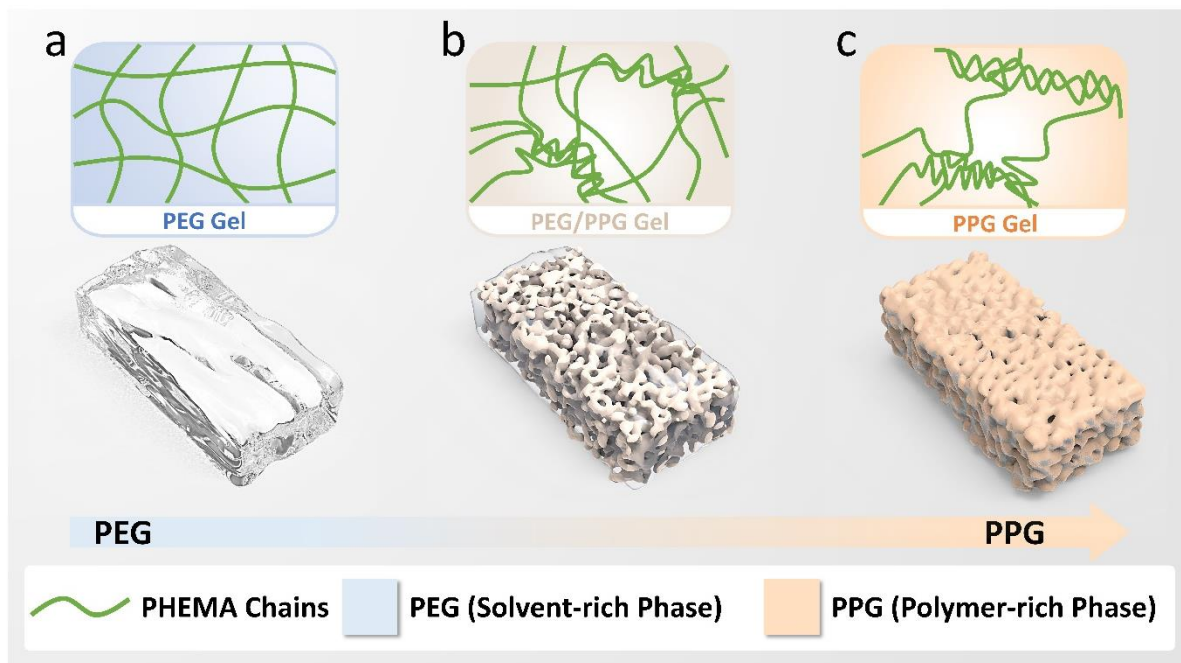 a
b
c
PEG Gel
PEG/PPG Gel
PPG Gel
PEG
PPG
PHEMA Chains
PEG (Solvent-rich Phase)
PPG (Polymer-rich Phase)